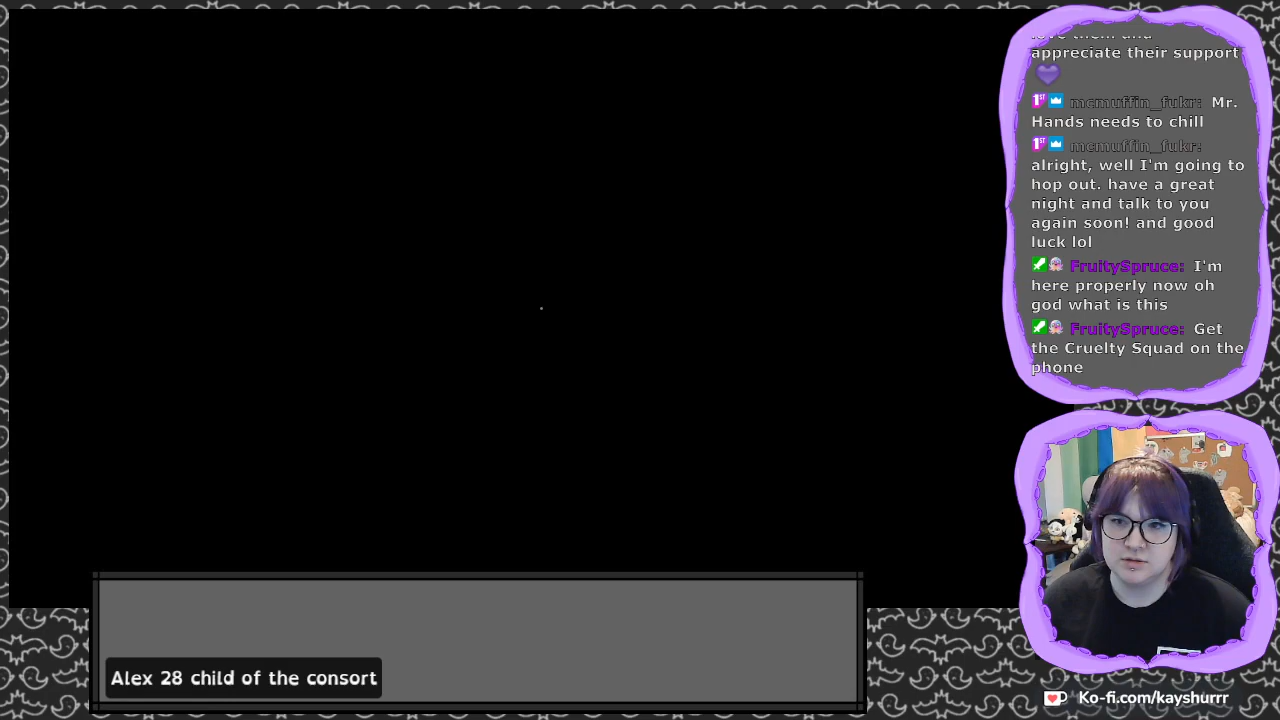 appreciate their support
mcmuffin_fukr: Mr.
Hands needs to chill
mcmuffin_fukr:
alright, well I'm going to
hop out. have a great
night and talk to you
again soon! and good
luck lol
FruitySpruce: I'm
here properly now oh
god what is this
FruitySpruce: Get
the Cruelty Squad on the
phone
Alex 28 child of the consort
Ko-fi.com/kayshurrr